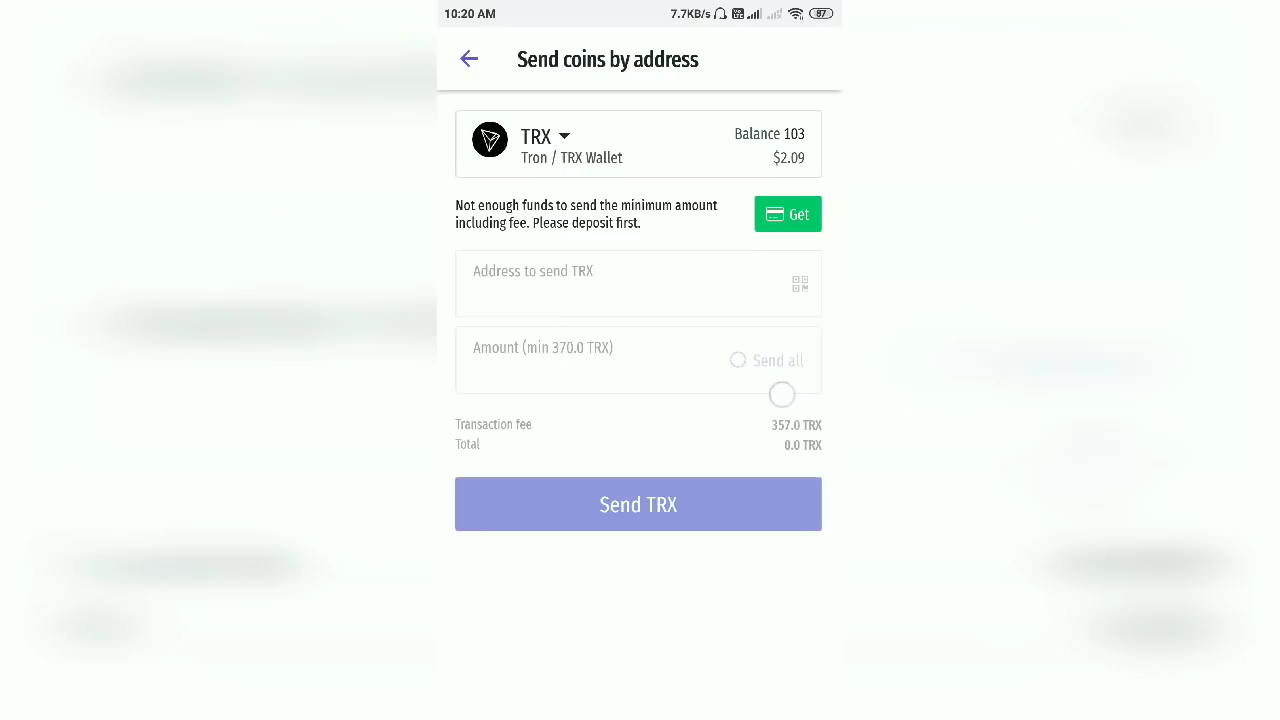 10:20 AM
7.7KB/s
87
Send coins by address
TRX
Balance 103
Tron / TRX Wallet
$2.09
Not enough funds to send the minimum amount
including fee. Please deposit first.
Get
Address to send TRX
Amount (min 370.0 TRX)
Send all
Transaction fee
357.0 TRX
Total
0.0 TRX
Send TRX